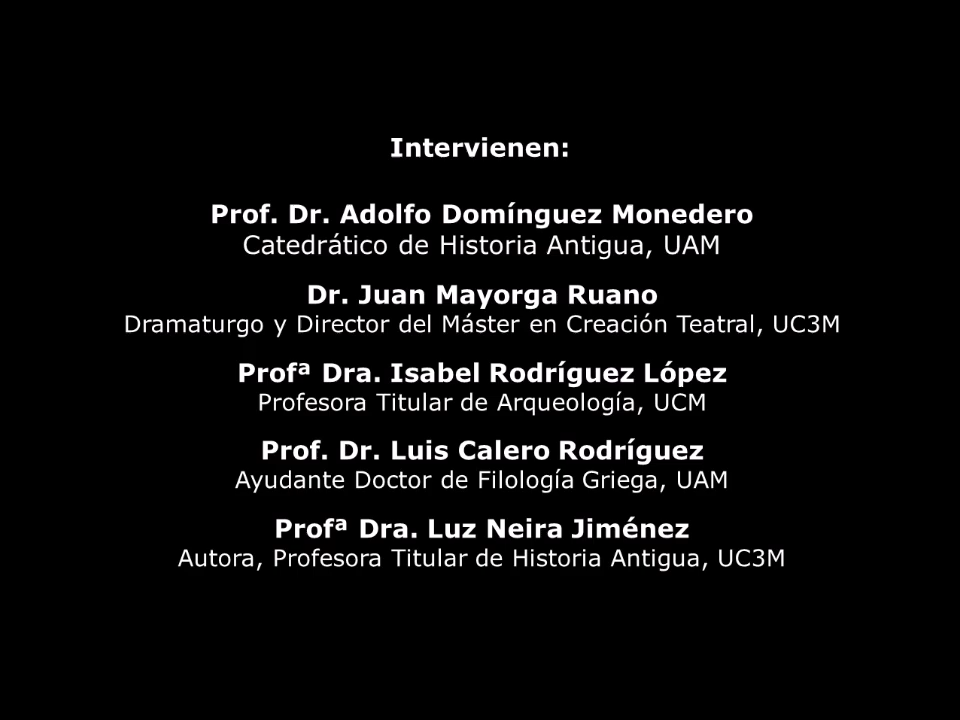 Intervienen:
Prof. Dr. Adolfo Domínguez Monedero
Catedrático de Historia Antigua, UAM
Dr. Juan Mayorga Ruano
Dramaturgo y Director del Máster en Creación Teatral, UC3M
Profª Dra. Isabel Rodríguez López
Profesora Titular de Arqueología, UCM
Prof. Dr. Luis Calero Rodríguez
Ayudante Doctor de Filología Griega, UAM
Profª Dra. Luz Neira Jiménez
Autora, Profesora Titular de Historia Antigua, UC3M